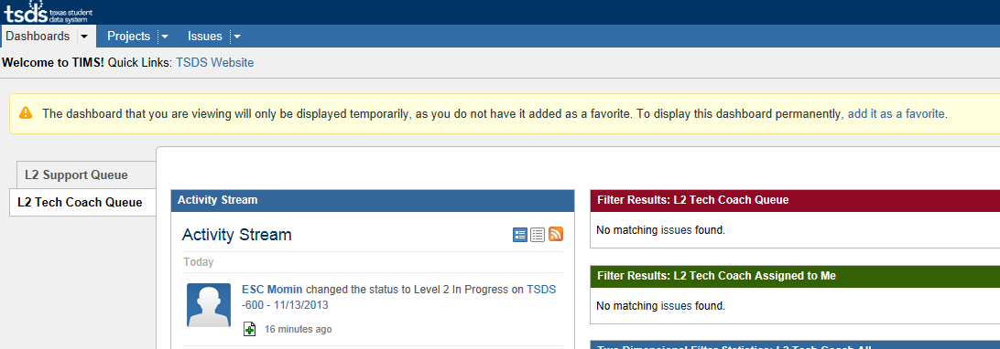 tsds texas student
data system
Dashboards Projects Issues
Welcome to TIMS! Quick Links: TSDS Website
The dashboard that you are viewing will only be displayed temporarily, as you do not have it added as a favorite. To display this dashboard permanently, add it as a favorite.
L2 Support Queue
L2 Tech Coach Queue
Activity Stream
Activity Stream
Today
ESC Momin changed the status to Level 2 In Progress on TSDS
-600 - 11/13/2013
16 minutes ago
Filter Results: L2 Tech Coach Queue
No matching issues found.
Filter Results: L2 Tech Coach Assigned to Me
No matching issues found.
Two Dimensional Filter Statistics: L2 Tech Coach All